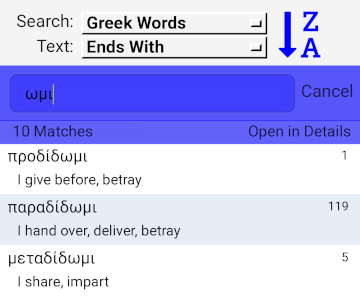 Search: Greek Words
Z
Text: Ends With
A
ωμι Cancel
10 Matches Open in Details
προδίδωμι 1
I give before, betray
παραδίδωμι 119
I hand over, deliver, betray
μεταδίδωμι 5
I share, impart